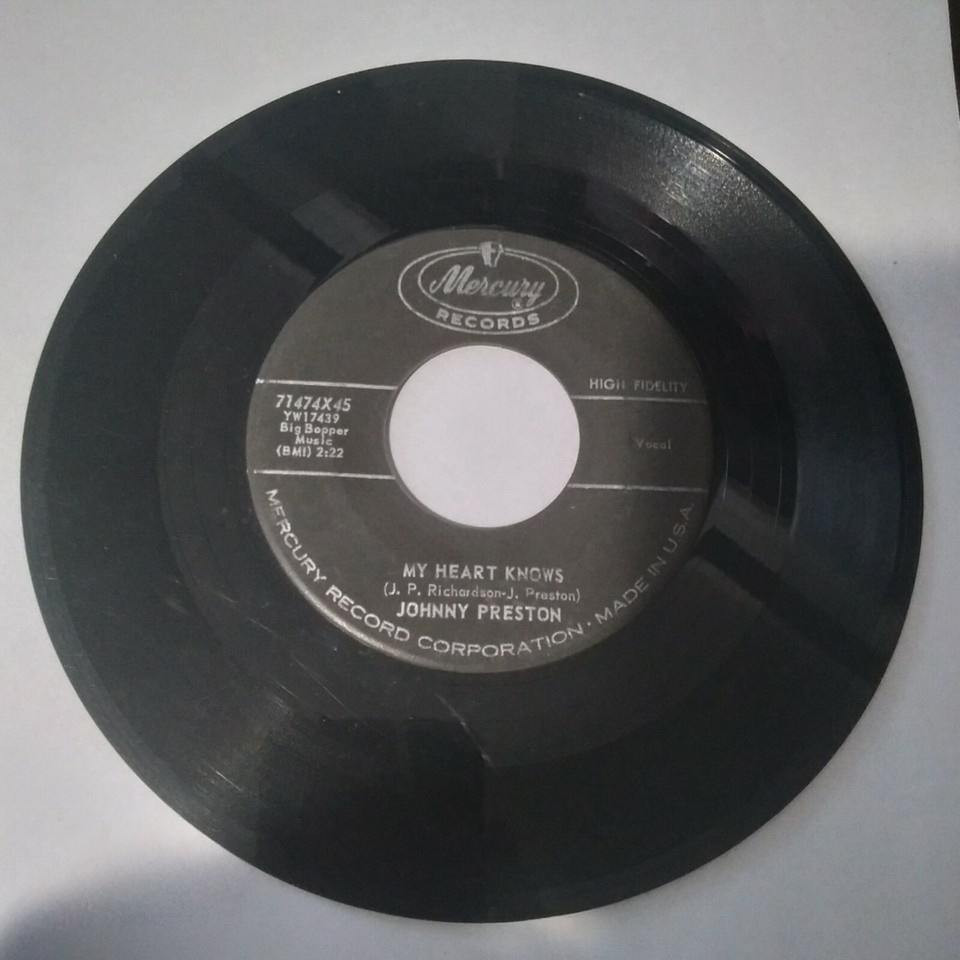 Mercury
®
RECORDS
HIGH FIDELITY
71474X45
YW17439
Big Bopper
Music
(BMI) 2:22
Vocal
MY HEART KNOWS
(J. P. Richardson-J. Preston)
JOHNNY PRESTON
MERCURY RECORD CORPORATION · MADE IN U.S.A.